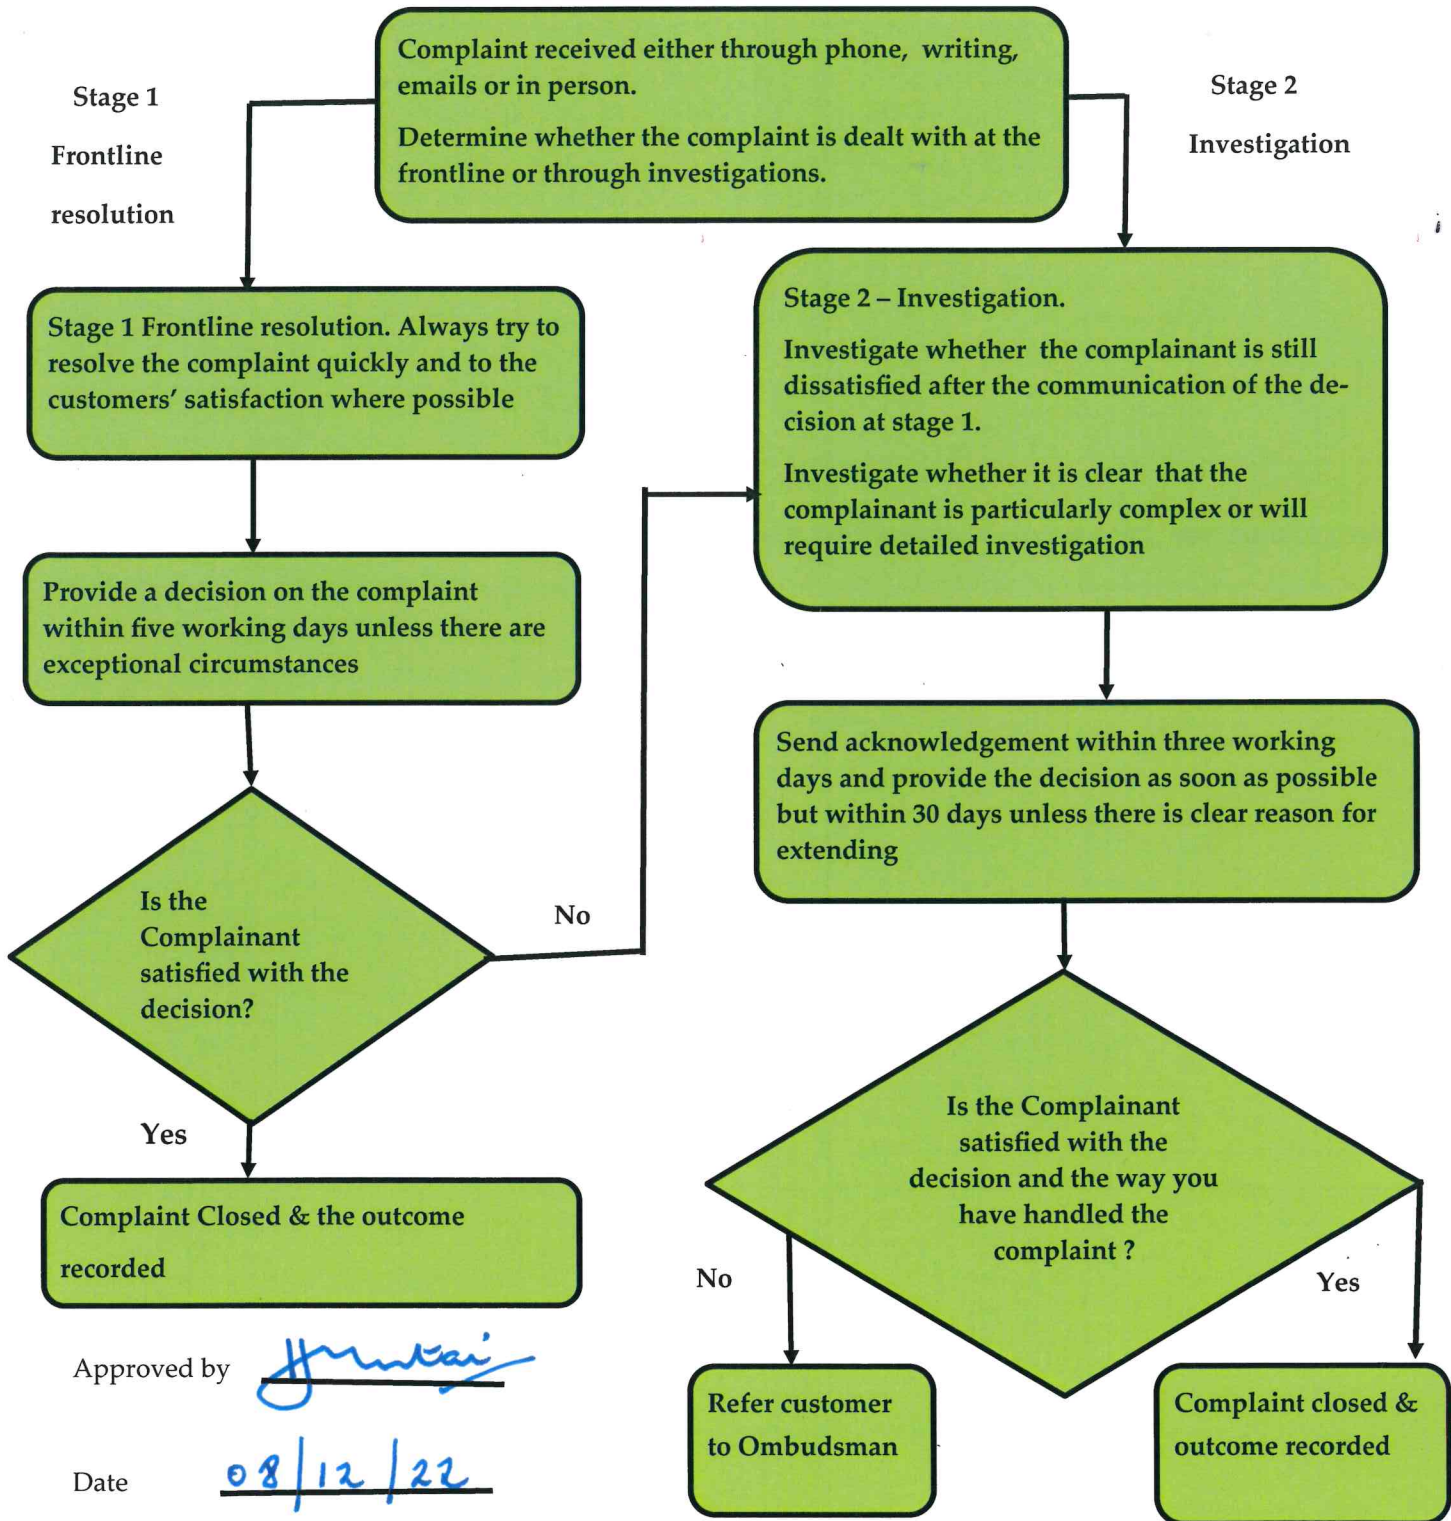 Complaint received either through phone, writing,
emails or in person.
Determine whether the complaint is dealt with at the
frontline or through investigations.
Stage 1
Frontline
resolution
Stage 2
Investigation
Stage 1 Frontline resolution. Always try to
resolve the complaint quickly and to the
customers' satisfaction where possible
Stage 2 – Investigation.
Investigate whether the complainant is still
dissatisfied after the communication of the de-
cision at stage 1.
Investigate whether it is clear that the
complainant is particularly complex or will
require detailed investigation
Provide a decision on the complaint
within five working days unless there are
exceptional circumstances
Send acknowledgement within three working
days and provide the decision as soon as possible
but within 30 days unless there is clear reason for
extending
Is the
Complainant
satisfied with the
decision?
No
Yes
Complaint Closed & the outcome
recorded
Is the Complainant
satisfied with the
decision and the way you
have handled the
complaint ?
No
Yes
Refer customer
to Ombudsman
Complaint closed &
outcome recorded
Approved by
Date 08/12/22